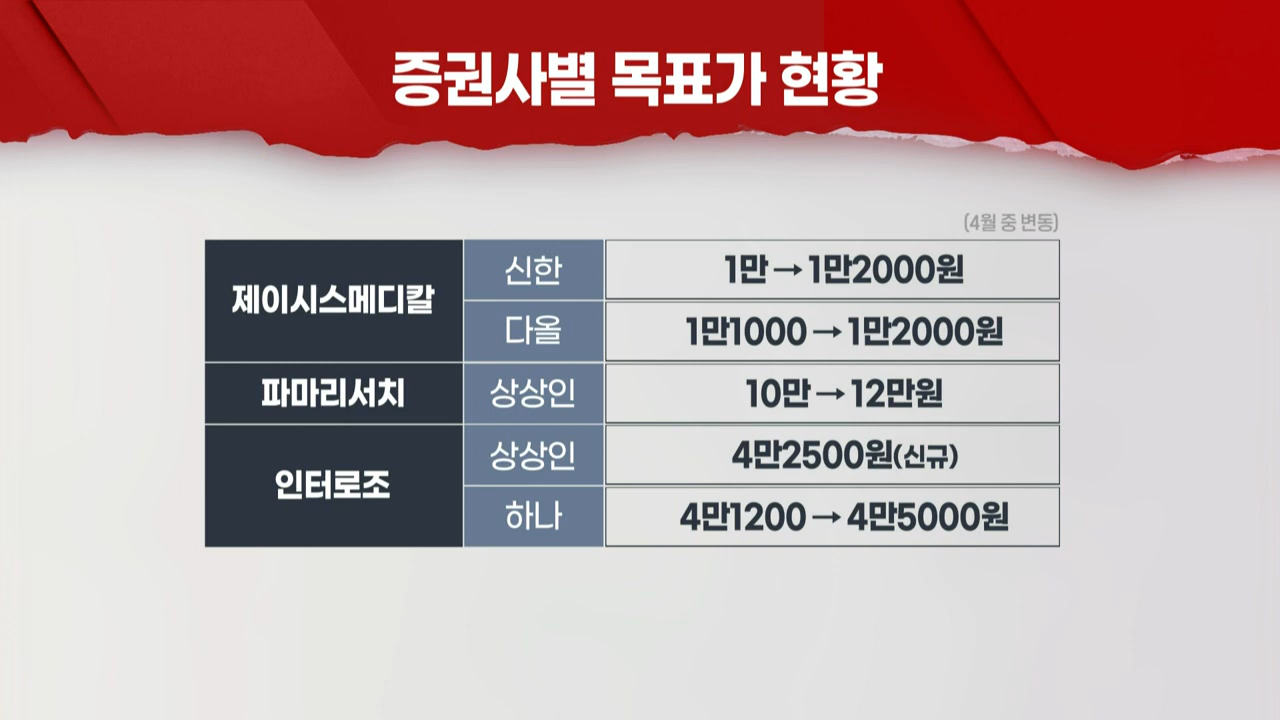 증권사별 목표가 현황
(4월 중 변동)
제이시스메디칼
신한
1만→1만2000원
다올
1만1000→1만2000원
파마리서치
상상인
10만→12만원
인터로조
상상인
4만2500원(신규)
하나
4만1200→4만5000원